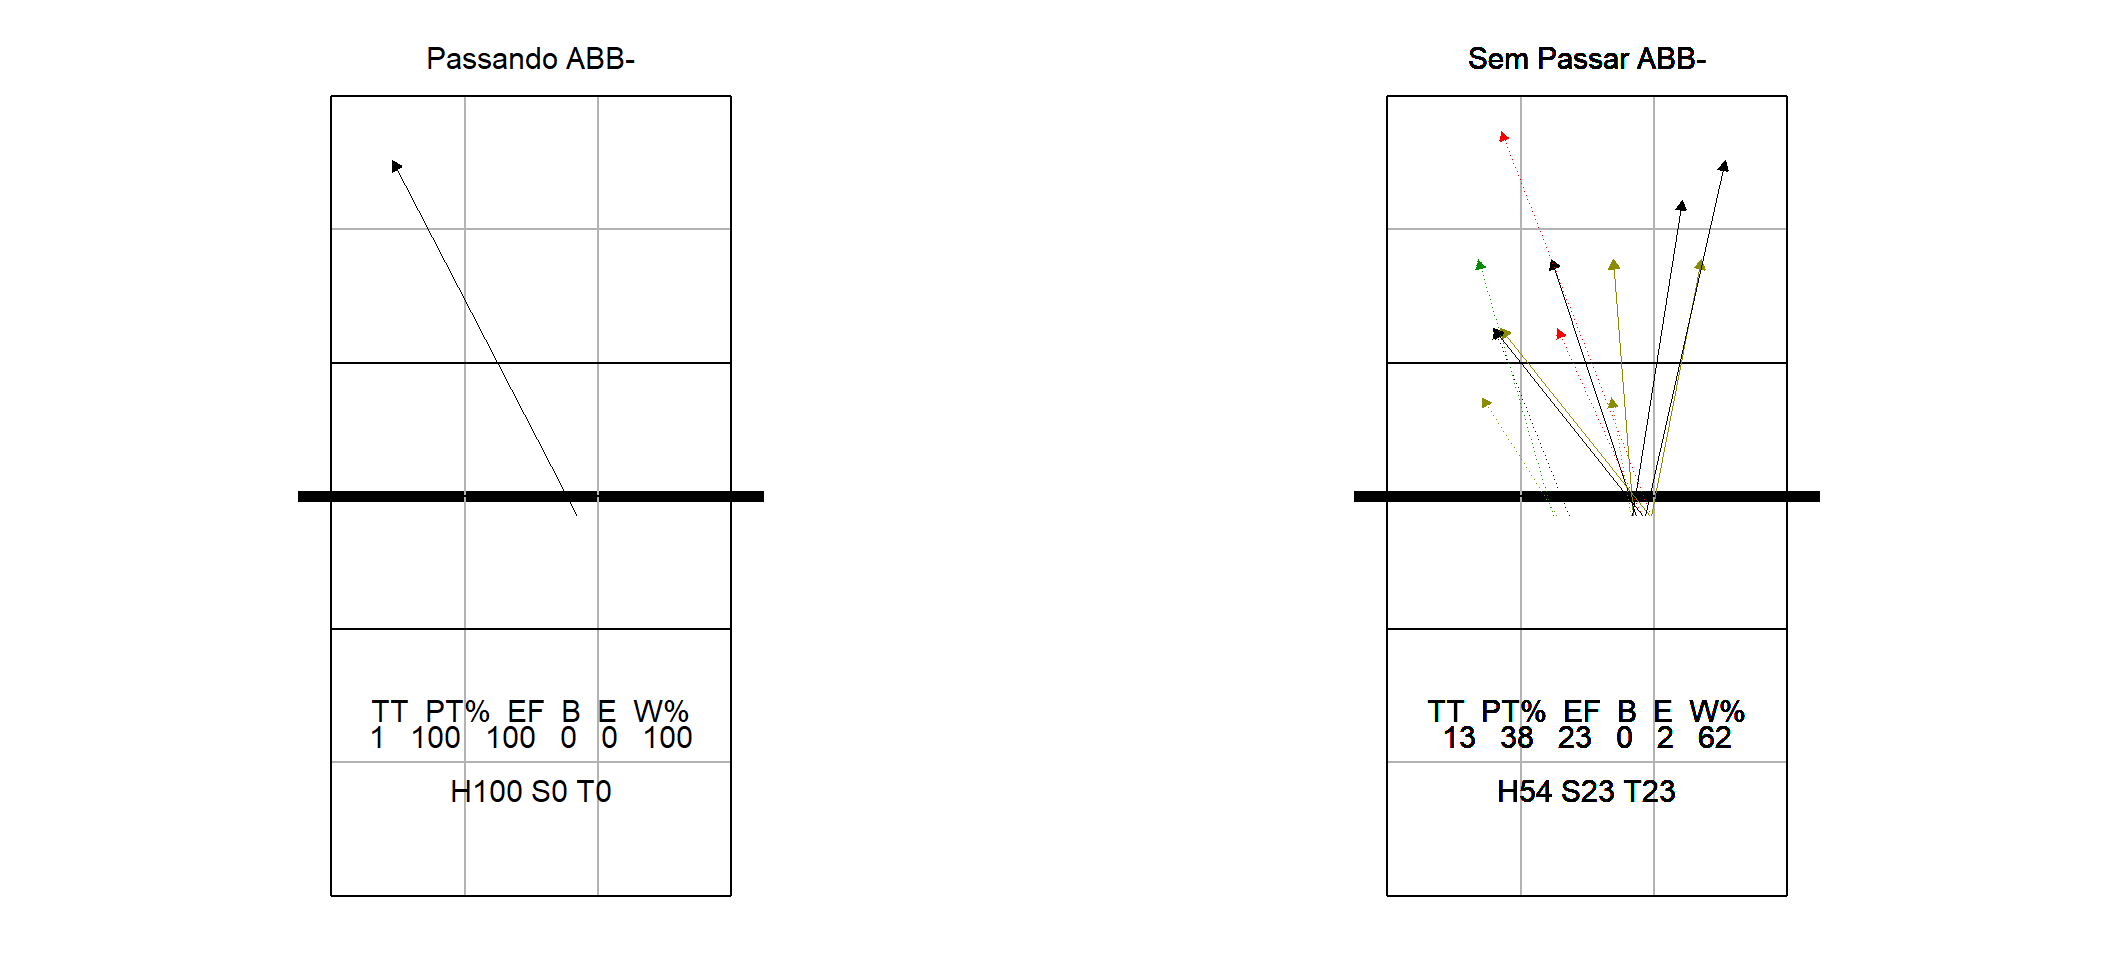 Passando ABB-
TT PT% EF B E W%
1 100 100 0 0 100
H100 S0 T0
Sem Passar ABB-
TT PT% EF B E W%
13 38 23 0 2 62
H54 S23 T23